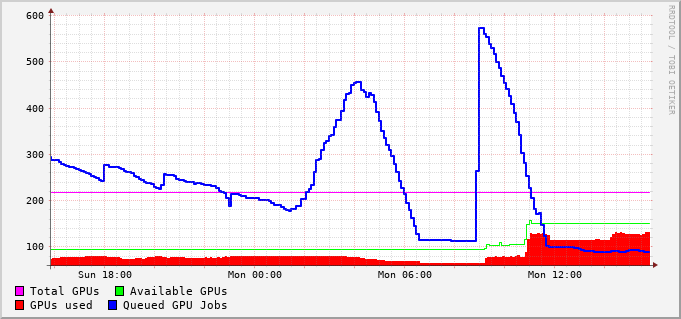 600
500
400
300
200
100
Sun 18:00 Mon 00:00 Mon 06:00 Mon 12:00
Total GPUs Available GPUs
GPUs used Queued GPU Jobs
RRDTOOL / TOBI OETIKER